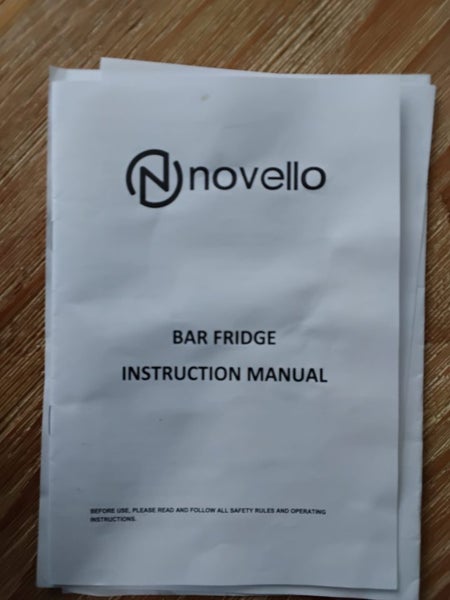 novello
BAR FRIDGE
INSTRUCTION MANUAL
BEFORE USE, PLEASE READ AND FOLLOW ALL SAFETY RULES AND OPERATING
INSTRUCTIONS.